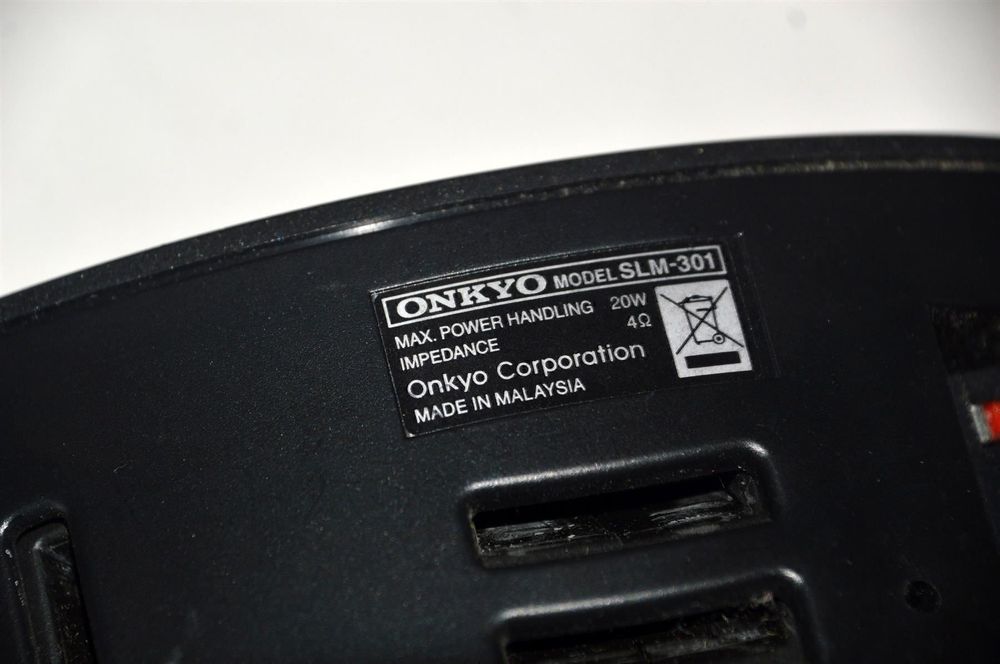 ONKYO MODEL SLM-301
MAX. POWER HANDLING 20W
IMPEDANCE 4Ω
Onkyo Corporation
MADE IN MALAYSIA